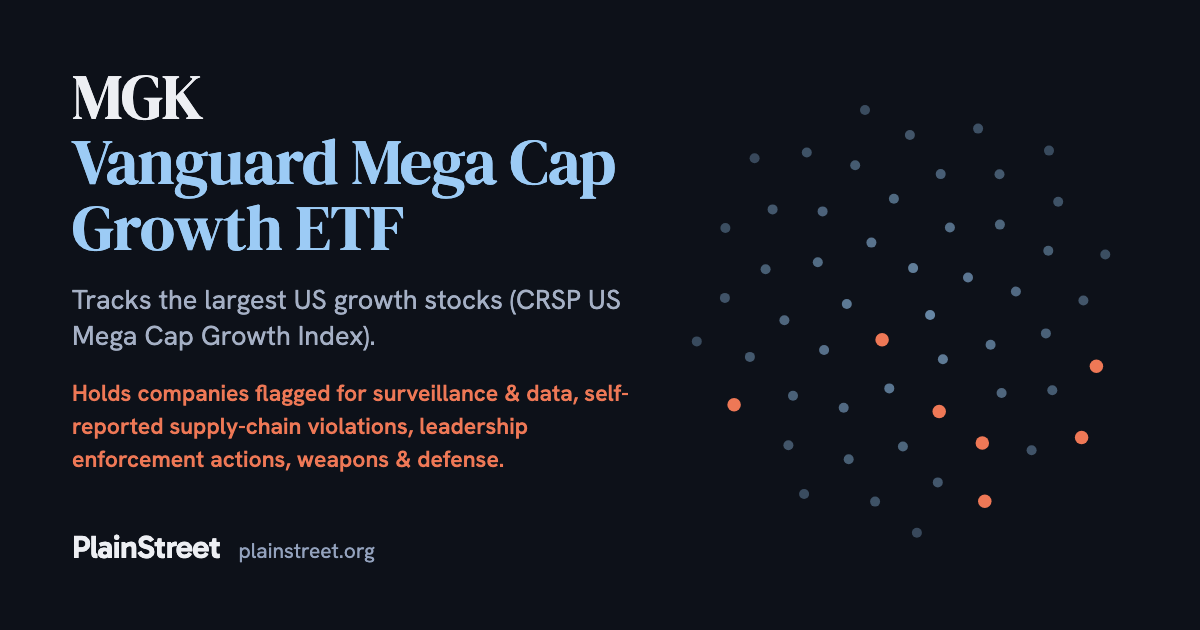 MGK
Vanguard Mega Cap
Growth ETF
Tracks the largest US growth stocks (CRSP US
Mega Cap Growth Index).
Holds companies flagged for surveillance & data, self-
reported supply-chain violations, leadership
enforcement actions, weapons & defense.
PlainStreet plainstreet.org